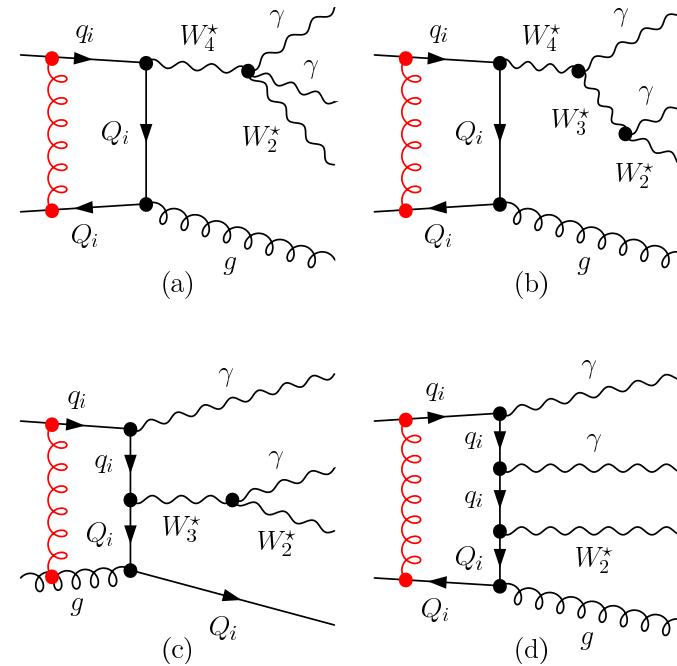 γ
q_i W_4^⋆ γ
Q_i W_2^⋆
Q_i g
(a)
γ
q_i W_4^⋆ γ
Q_i W_3^⋆ W_2^⋆
Q_i g
(b)
γ
q_i γ
q_i
Q_i W_3^⋆ W_2^⋆
g Q_i
(c)
γ
q_i
q_i γ
q_i
Q_i W_2^⋆
Q_i g
(d)